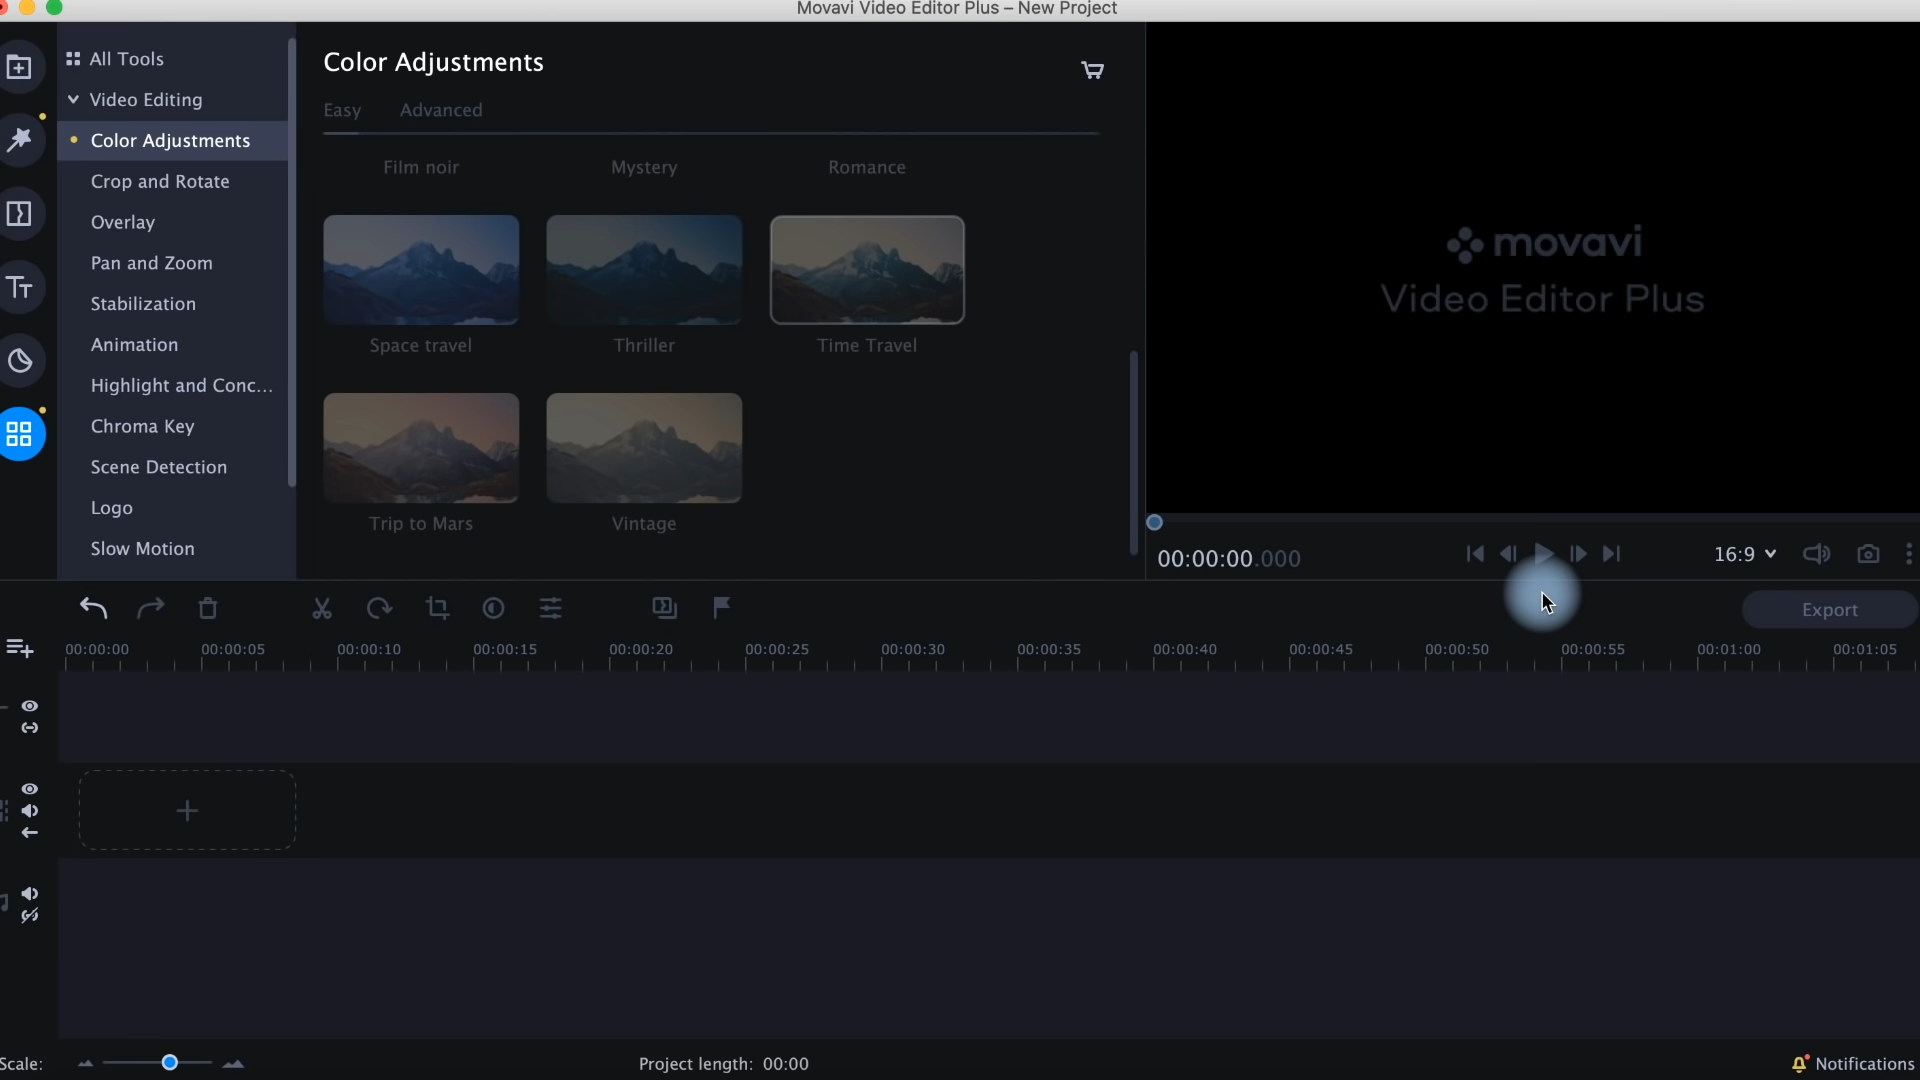 Movavi Video Editor Plus – New Project
All Tools
Video Editing
Color Adjustments
Crop and Rotate
Overlay
Pan and Zoom
Stabilization
Animation
Highlight and Conc...
Chroma Key
Scene Detection
Logo
Slow Motion
Color Adjustments
Easy Advanced
Film noir Mystery Romance
Space travel Thriller Time Travel
Trip to Mars Vintage
movavi
Video Editor Plus
00:00:00.000
16:9
Export
00:00:00 00:00:05 00:00:10 00:00:15 00:00:20 00:00:25 00:00:30 00:00:35 00:00:40 00:00:45 00:00:50 00:00:55 00:01:00 00:01:05
Scale:
Project length: 00:00
Notifications